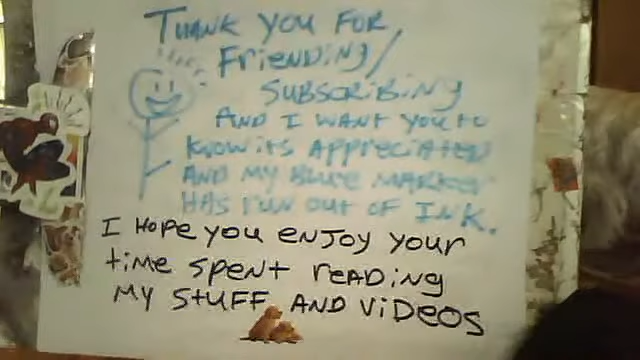 THANK YOU FOR
FRIENDING/
SUBSCRIBING
AND I WANT YOU to
KNOW ITS APPRECIATED
AND MY BLUE MARKER
HAS RUN OUT OF INK.
I HOPE YOU ENJOY YOUR
tIME SPENt READING
MY StUFF AND ViDEOS